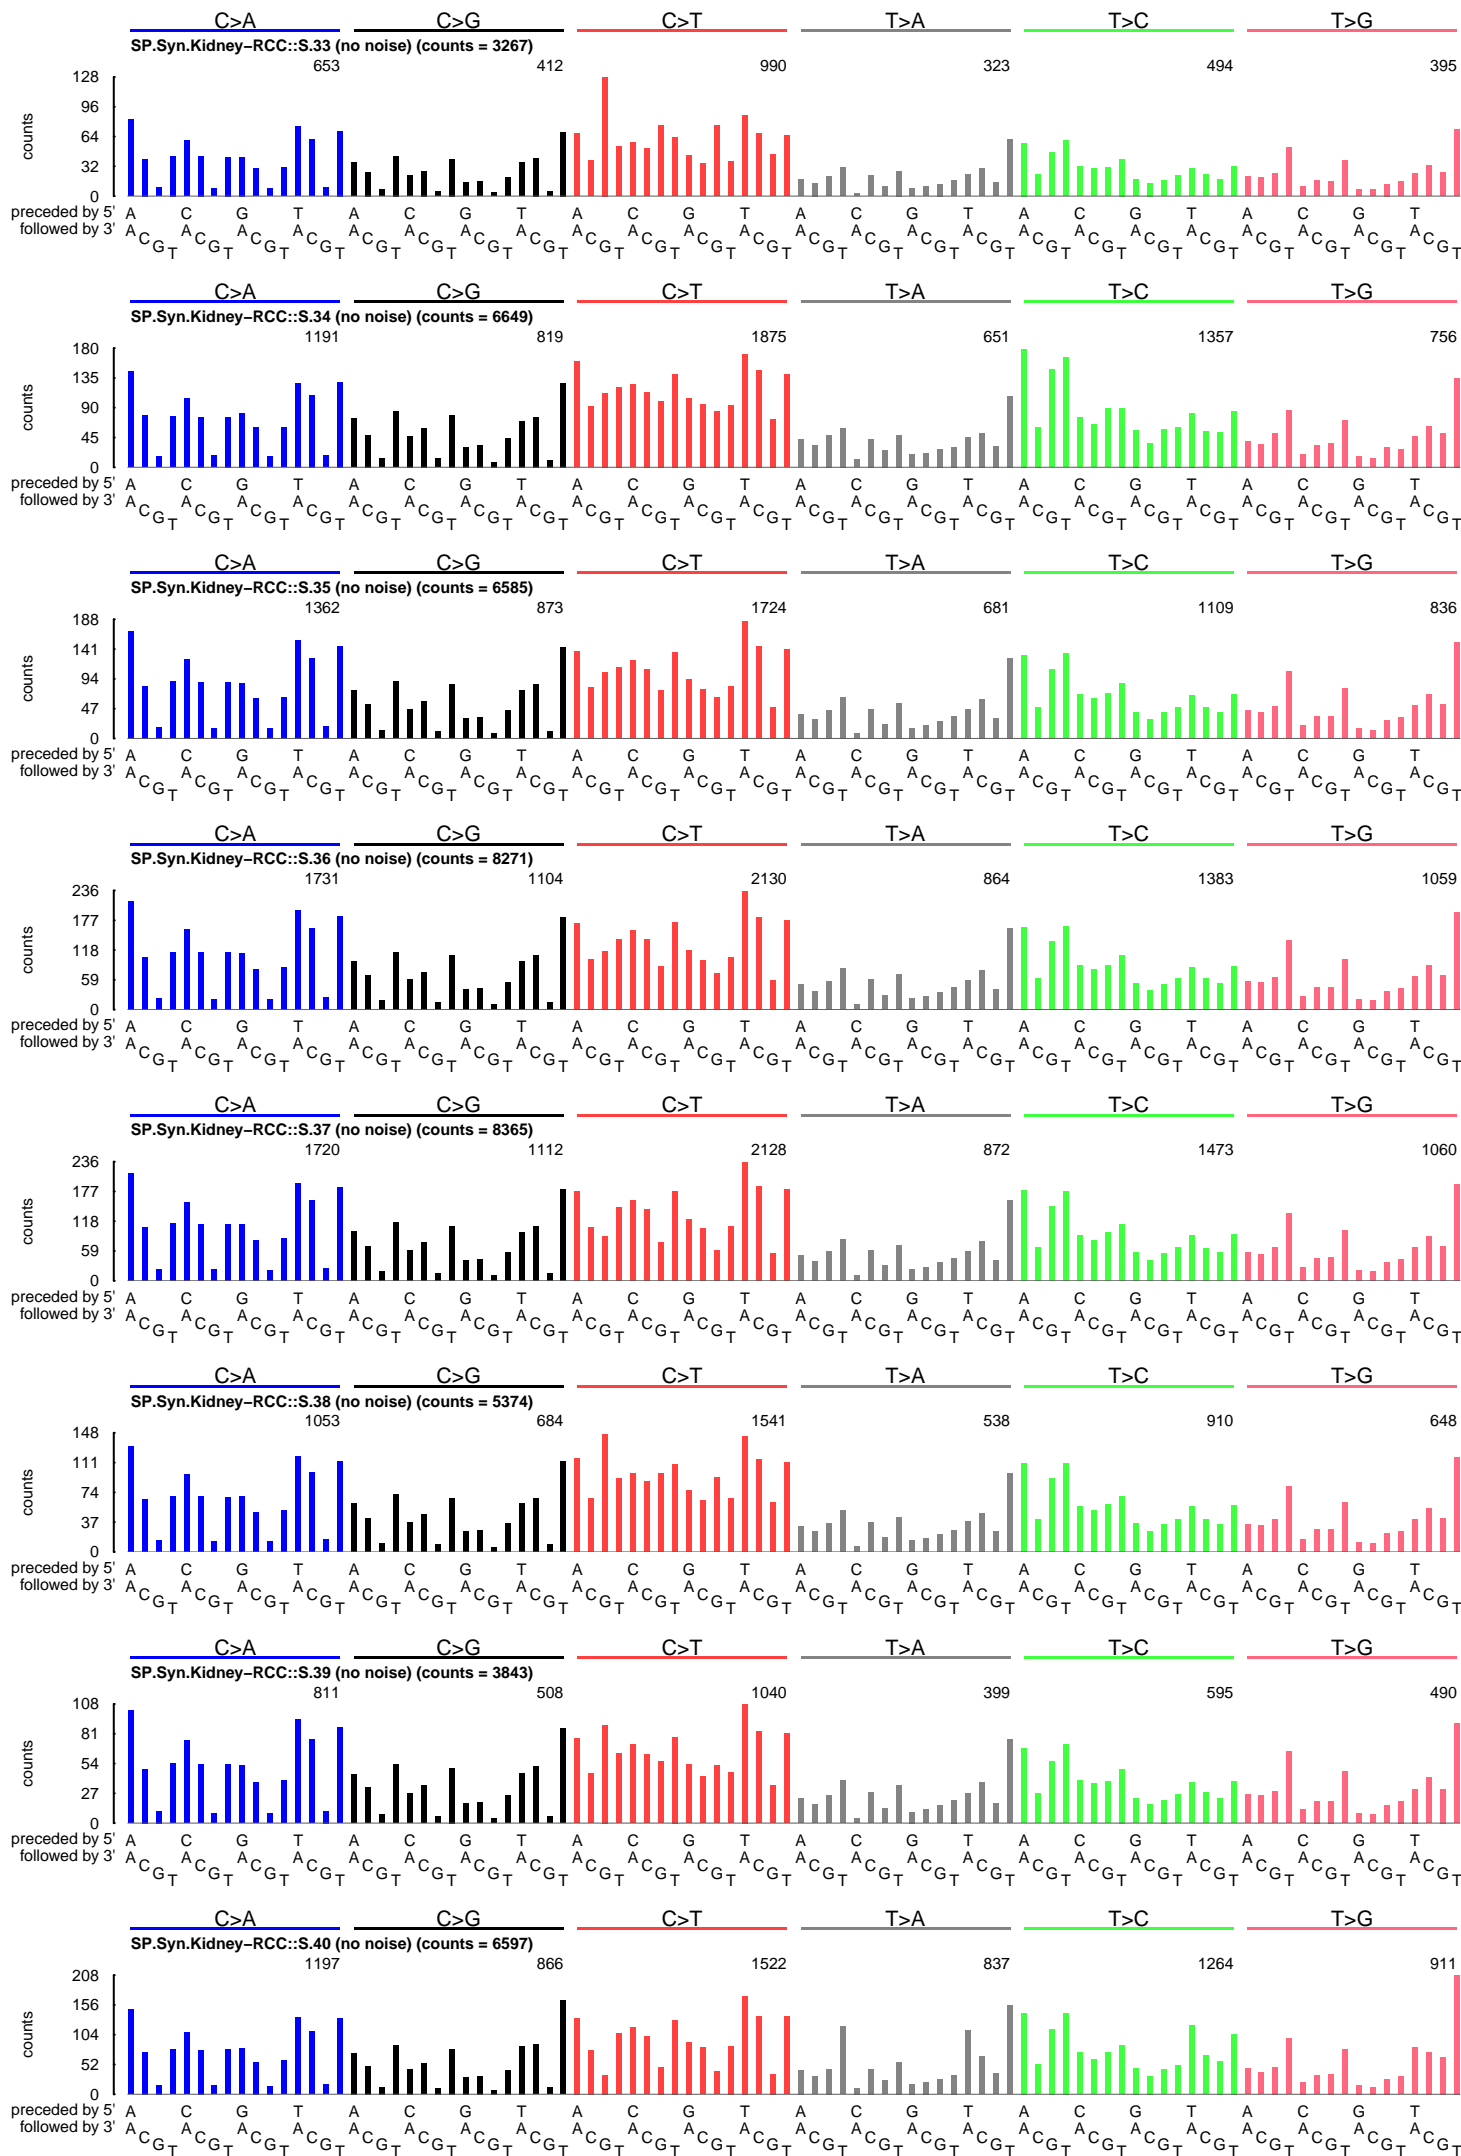 C>A C>G C>T T>A T>C T>G
SP.Syn.Kidney−RCC::S.33 (no noise) (counts = 3267)
653 412 990 323 494 395
128
96
64
32
0
counts
preceded by 5' A C G T A C G T A C G T A C G T A C G T A C G T
followed by 3' A C G T A C G T A C G T A C G T A C G T A C G T A C G T A C G T A C G T A C G T A C G T A C G T A C G T A C G T A C G T A C G T A C G T A C G T A C G T A C G T A C G T A C G T A C G T A C G T
C>A C>G C>T T>A T>C T>G
SP.Syn.Kidney−RCC::S.34 (no noise) (counts = 6649)
1191 819 1875 651 1357 756
180
135
90
45
0
counts
preceded by 5' A C G T A C G T A C G T A C G T A C G T A C G T
followed by 3' A C G T A C G T A C G T A C G T A C G T A C G T A C G T A C G T A C G T A C G T A C G T A C G T A C G T A C G T A C G T A C G T A C G T A C G T A C G T A C G T A C G T A C G T A C G T A C G T
C>A C>G C>T T>A T>C T>G
SP.Syn.Kidney−RCC::S.35 (no noise) (counts = 6585)
1362 873 1724 681 1109 836
188
141
94
47
0
counts
preceded by 5' A C G T A C G T A C G T A C G T A C G T A C G T
followed by 3' A C G T A C G T A C G T A C G T A C G T A C G T A C G T A C G T A C G T A C G T A C G T A C G T A C G T A C G T A C G T A C G T A C G T A C G T A C G T A C G T A C G T A C G T A C G T A C G T
C>A C>G C>T T>A T>C T>G
SP.Syn.Kidney−RCC::S.36 (no noise) (counts = 8271)
1731 1104 2130 864 1383 1059
236
177
118
59
0
counts
preceded by 5' A C G T A C G T A C G T A C G T A C G T A C G T
followed by 3' A C G T A C G T A C G T A C G T A C G T A C G T A C G T A C G T A C G T A C G T A C G T A C G T A C G T A C G T A C G T A C G T A C G T A C G T A C G T A C G T A C G T A C G T A C G T A C G T
C>A C>G C>T T>A T>C T>G
SP.Syn.Kidney−RCC::S.37 (no noise) (counts = 8365)
1720 1112 2128 872 1473 1060
236
177
118
59
0
counts
preceded by 5' A C G T A C G T A C G T A C G T A C G T A C G T
followed by 3' A C G T A C G T A C G T A C G T A C G T A C G T A C G T A C G T A C G T A C G T A C G T A C G T A C G T A C G T A C G T A C G T A C G T A C G T A C G T A C G T A C G T A C G T A C G T A C G T
C>A C>G C>T T>A T>C T>G
SP.Syn.Kidney−RCC::S.38 (no noise) (counts = 5374)
1053 684 1541 538 910 648
148
111
74
37
0
counts
preceded by 5' A C G T A C G T A C G T A C G T A C G T A C G T
followed by 3' A C G T A C G T A C G T A C G T A C G T A C G T A C G T A C G T A C G T A C G T A C G T A C G T A C G T A C G T A C G T A C G T A C G T A C G T A C G T A C G T A C G T A C G T A C G T A C G T
C>A C>G C>T T>A T>C T>G
SP.Syn.Kidney−RCC::S.39 (no noise) (counts = 3843)
811 508 1040 399 595 490
108
81
54
27
0
counts
preceded by 5' A C G T A C G T A C G T A C G T A C G T A C G T
followed by 3' A C G T A C G T A C G T A C G T A C G T A C G T A C G T A C G T A C G T A C G T A C G T A C G T A C G T A C G T A C G T A C G T A C G T A C G T A C G T A C G T A C G T A C G T A C G T A C G T
C>A C>G C>T T>A T>C T>G
SP.Syn.Kidney−RCC::S.40 (no noise) (counts = 6597)
1197 866 1522 837 1264 911
208
156
104
52
0
counts
preceded by 5' A C G T A C G T A C G T A C G T A C G T A C G T
followed by 3' A C G T A C G T A C G T A C G T A C G T A C G T A C G T A C G T A C G T A C G T A C G T A C G T A C G T A C G T A C G T A C G T A C G T A C G T A C G T A C G T A C G T A C G T A C G T A C G T